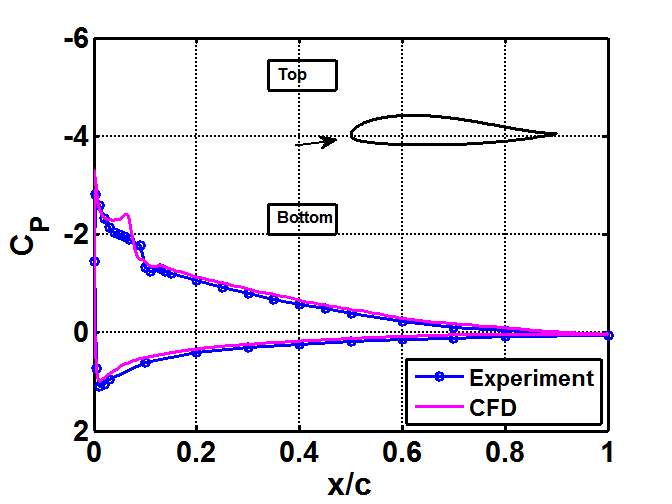 -6
Top
-4
Bottom
-2
C_P
0
Experiment
CFD
2
0 0.2 0.4 0.6 0.8 1
x/c